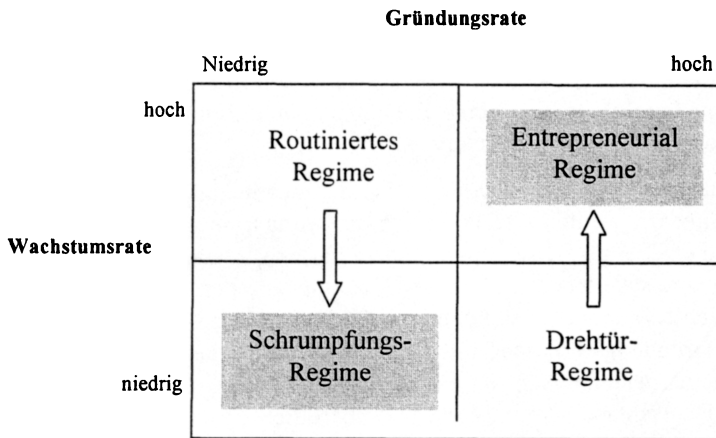 Gründungsrate
Niedrig
hoch
hoch
Routiniertes
Regime
Entrepreneurial
Regime
Wachstumsrate
Schrumpfungs-
Regime
Drehtür-
Regime
niedrig